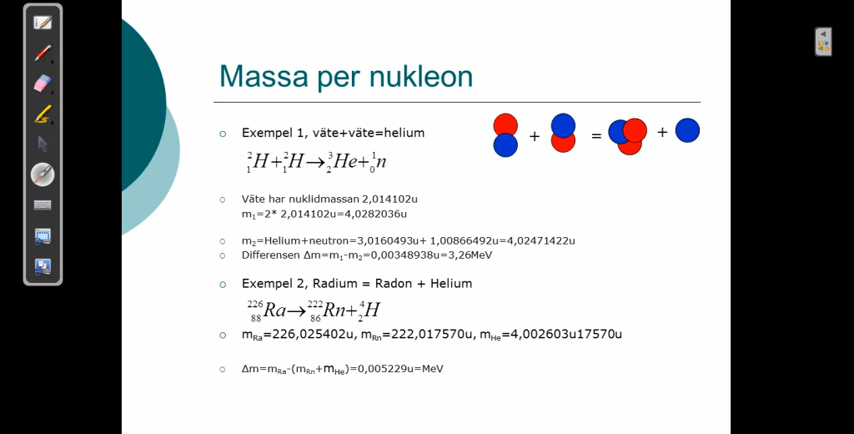 Massa per nukleon
Exempel 1, väte+väte=helium
+ = +
²₁H+²₁H→³₂He+¹₀n
Väte har nuklidmassan 2,014102u
m₁=2* 2,014102u=4,0282036u
m₂=Helium+neutron=3,0160493u+ 1,00866492u=4,02471422u
Differensen Δm=m₁-m₂=0,00348938u=3,26MeV
Exempel 2, Radium = Radon + Helium
²²⁶₈₈Ra→²²²₈₆Rn+⁴₂H
mRa=226,025402u, mRn=222,017570u, mHe=4,002603u17570u
Δm=mRa-(mRn+mHe)=0,005229u=MeV